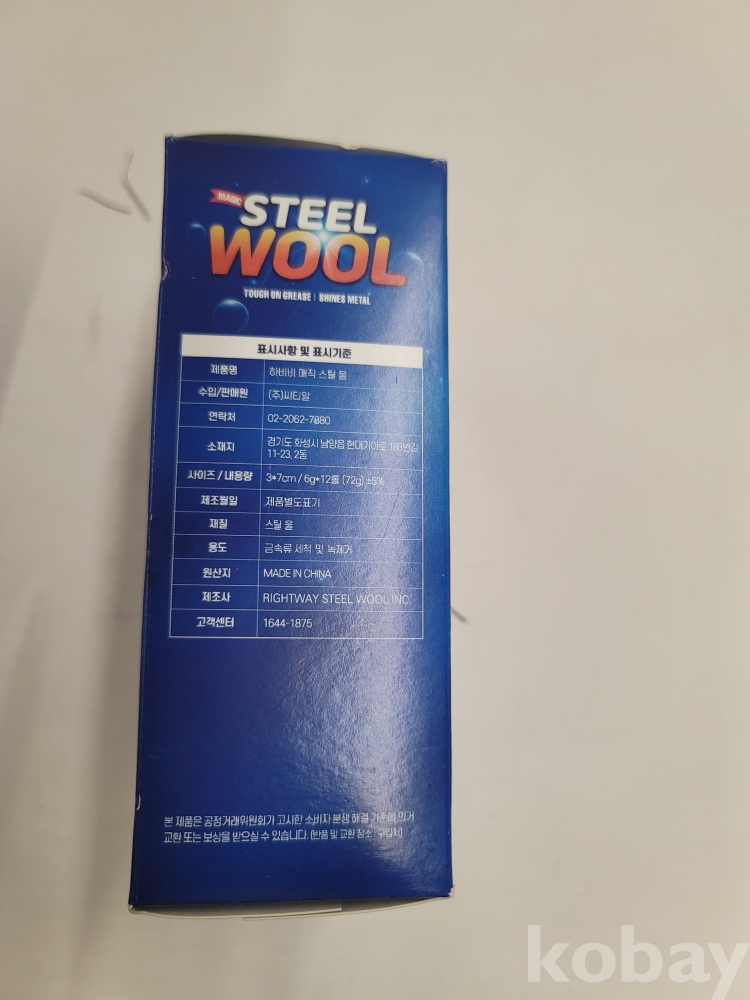 MAGIC
STEEL
WOOL
TOUGH ON GREASE | SHINES METAL
표시사항 및 표시기준
제품명 하비비 매직 스틸 울
수입/판매원 (주)씨티알
연락처 02-2062-7880
소재지 경기도 화성시 남양읍 현대기아로 183번길
11-23, 2동
사이즈 / 내용량 3*7cm / 6g*12롤 (72g) ±5%
제조월일 제품별도표기
재질 스틸 울
용도 금속류 세척 및 녹제거
원산지 MADE IN CHINA
제조사 RIGHTWAY STEEL WOOL INC.
고객센터 1644-1875
본 제품은 공정거래위원회가 고시한 소비자 분쟁 해결 기준에 의거
교환 또는 보상을 받으실 수 있습니다. (반품 및 교환 장소 : 구입처)
kobay